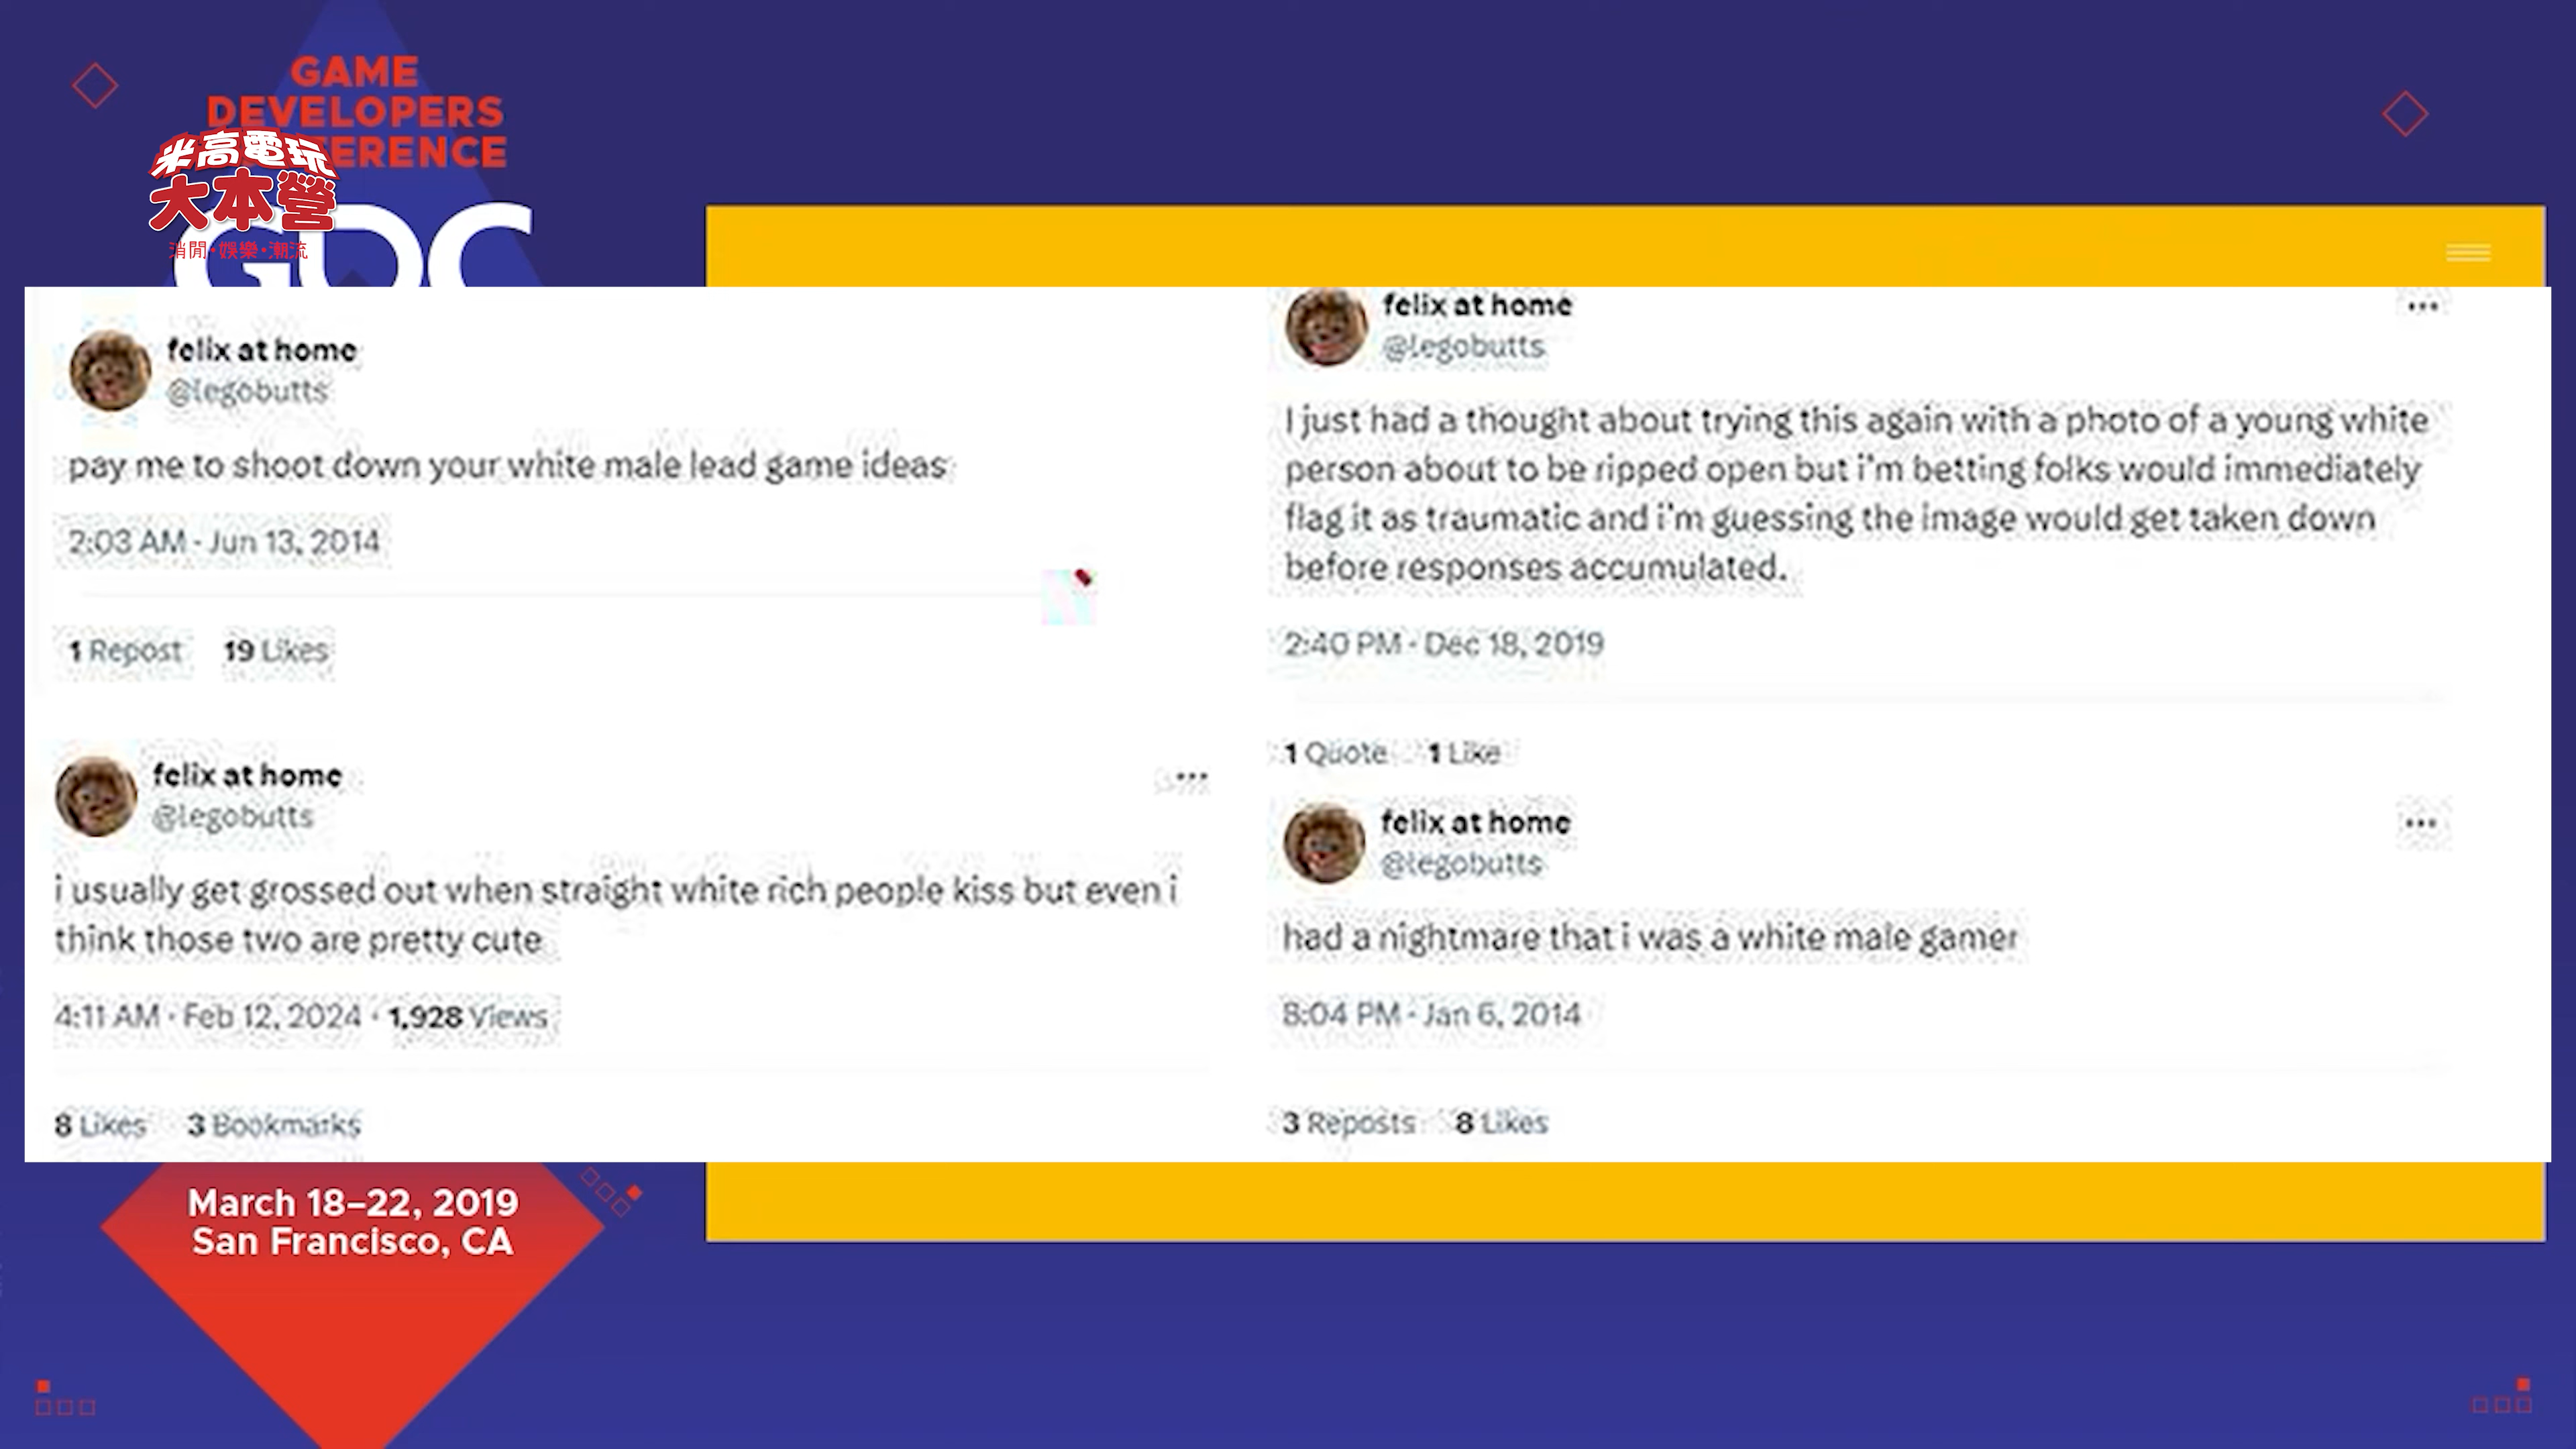 GAME
DEVELOPERS
ERENCE
米高電玩
大本營
消閒·娛樂·潮流
GDC
felix at home
@legobutts
pay me to shoot down your white male lead game ideas
2:03 AM · Jun 13, 2014
1 Repost 19 Likes
felix at home
@legobutts
i usually get grossed out when straight white rich people kiss but even i
think those two are pretty cute
4:11 AM · Feb 12, 2024 · 1,928 Views
8 Likes 3 Bookmarks
felix at home
@legobutts
I just had a thought about trying this again with a photo of a young white
person about to be ripped open but i'm betting folks would immediately
flag it as traumatic and i'm guessing the image would get taken down
before responses accumulated.
2:40 PM · Dec 18, 2019
1 Quote 1 Like
felix at home
@legobutts
had a nightmare that i was a white male gamer
8:04 PM · Jan 6, 2014
3 Reposts 8 Likes
March 18–22, 2019
San Francisco, CA